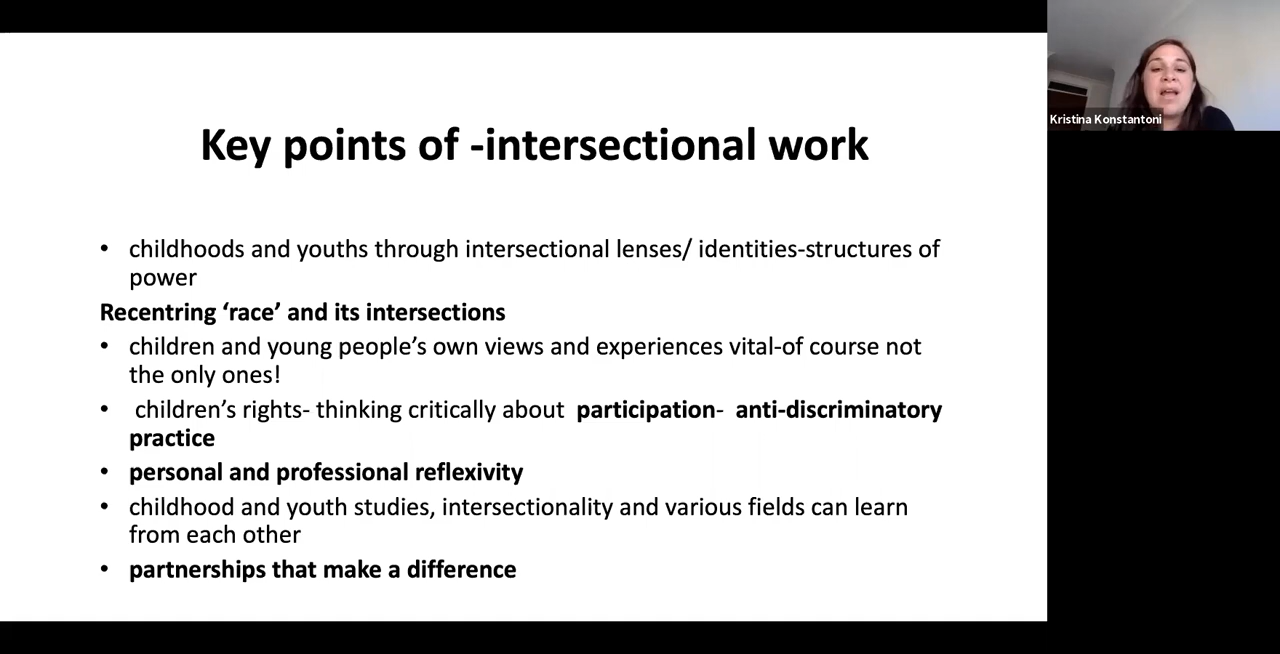 Kristina Konstantoni
Key points of -intersectional work
• childhoods and youths through intersectional lenses/ identities-structures of
power
Recentring ‘race’ and its intersections
• children and young people’s own views and experiences vital-of course not
the only ones!
• children’s rights- thinking critically about participation- anti-discriminatory
practice
• personal and professional reflexivity
• childhood and youth studies, intersectionality and various fields can learn
from each other
• partnerships that make a difference